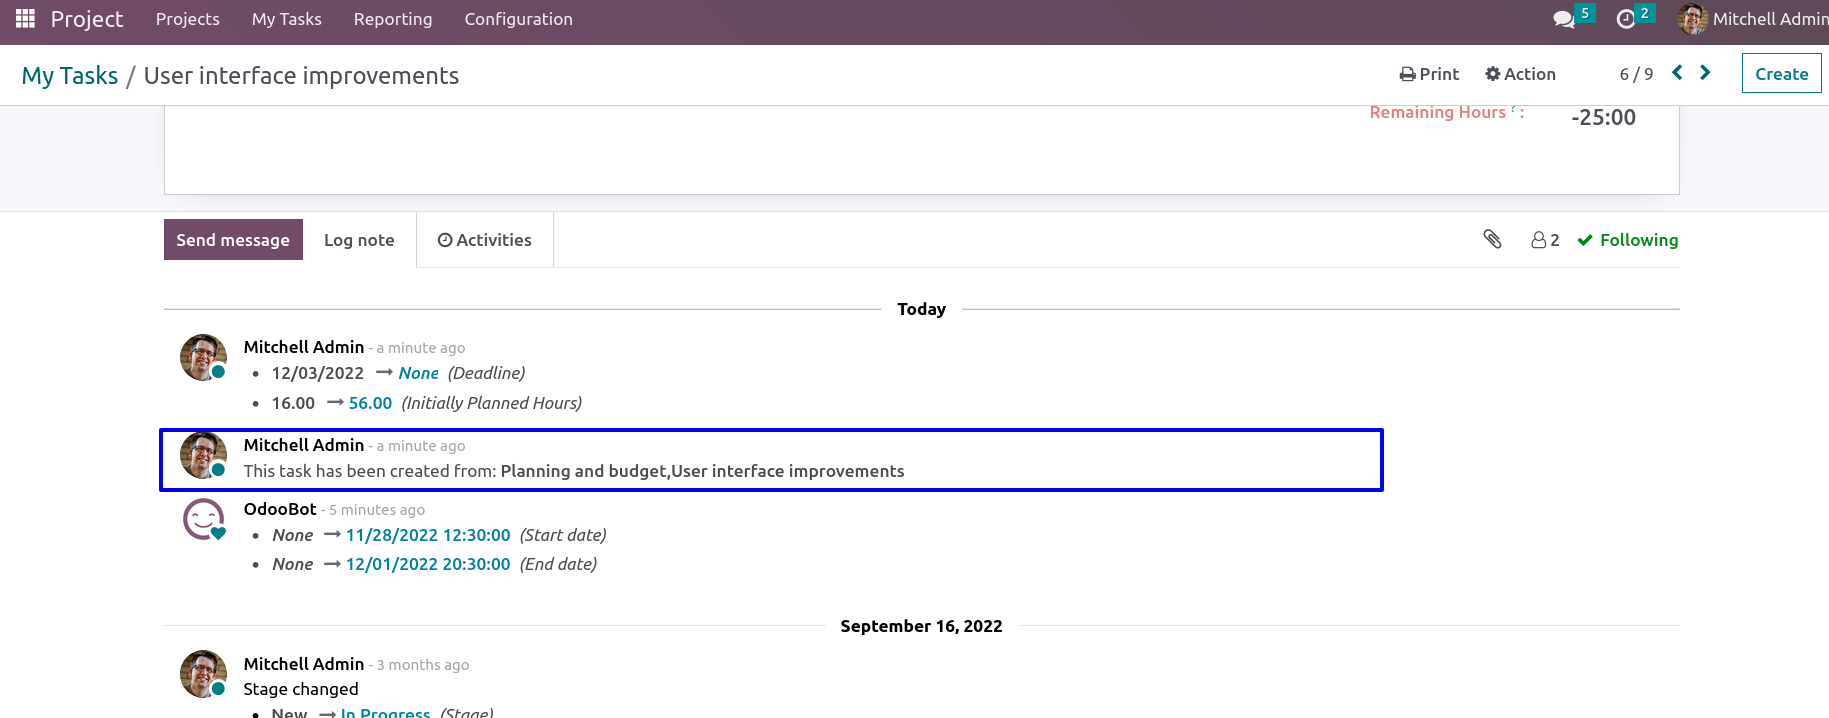 Project Projects My Tasks Reporting Configuration 5 2 Mitchell Admin
My Tasks / User interface improvements Print Action 6 / 9 Create
Remaining Hours ? : -25:00
Send message Log note Activities 2 Following
Today
Mitchell Admin - a minute ago
• 12/03/2022 → None (Deadline)
• 16.00 → 56.00 (Initially Planned Hours)
Mitchell Admin - a minute ago
This task has been created from: Planning and budget,User interface improvements
OdooBot - 5 minutes ago
• None → 11/28/2022 12:30:00 (Start date)
• None → 12/01/2022 20:30:00 (End date)
September 16, 2022
Mitchell Admin - 3 months ago
Stage changed
• New → In Progress (Stage)